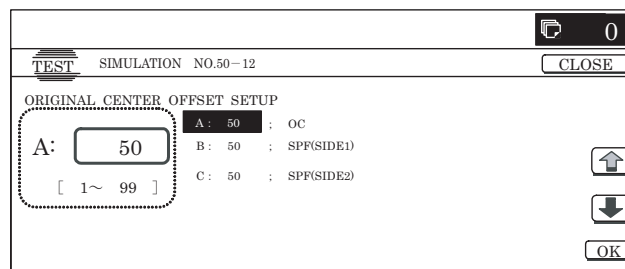 0
TEST SIMULATION NO.50-12 CLOSE
ORIGINAL CENTER OFFSET SETUP
A: 50 ; OC
A: 50
B: 50 ; SPF(SIDE1)
C: 50 ; SPF(SIDE2)
[ 1~ 99 ]
OK